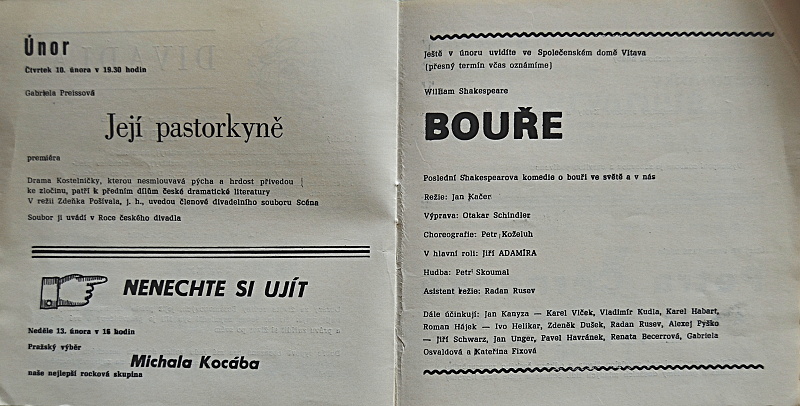 Únor
Čtvrtek 10. února v 19.30 hodin
Gabriela Preissová
Její pastorkyně
premiéra
Drama Kostelničky, kterou nesmlouvavá pýcha a hrdost přivedou
ke zločinu, patří k předním dílům české dramatické literatury
V režii Zdeňka Pošívala, j. h., uvedou členové divadelního souboru Scéna
Soubor ji uvádí v Roce českého divadla
NENECHTE SI UJÍT
Neděle 13. února v 16 hodin
Pražský výběr
Michala Kocába
naše nejlepší rocková skupina
Ještě v únoru uvidíte ve Společenském domě Vltava
(přesný termín včas oznámíme)
William Shakespeare
BOUŘE
Poslední Shakespearova komedie o bouři ve světě a v nás
Režie: Jan Kačer
Výprava: Otakar Schindler
Choreografie: Petr Koželuh
V hlavní roli: Jiří ADAMÍRA
Hudba: Petr Skoumal
Asistent režie: Radan Rusev
Dále účinkují: Jan Kanyza — Karel Vlček, Vladimír Kudla, Karel Habart,
Roman Hájek — Ivo Helikar, Zdeněk Dušek, Radan Rusev, Alexej Pyško
— Jiří Schwarz, Jan Unger, Pavel Havránek, Renata Becerrová, Gabriela
Osvaldová a Kateřina Fixová